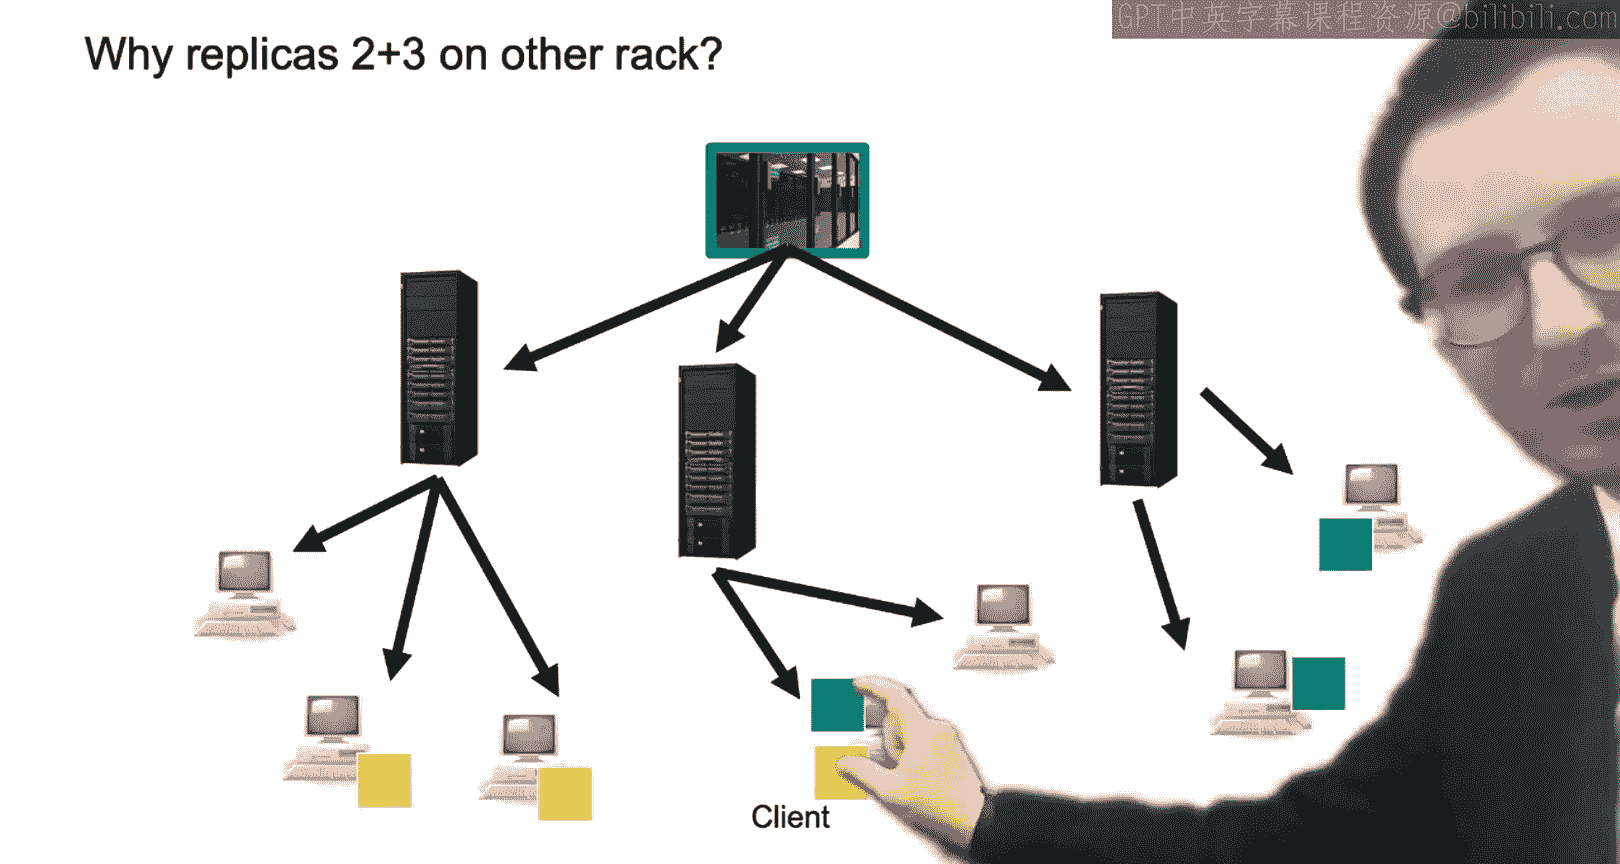 GPT中英字幕课程资源@bilibili.com
Why replicas 2+3 on other rack?
Client